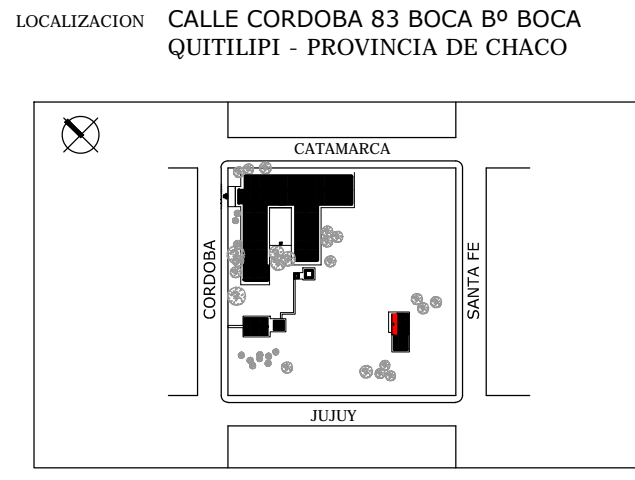 LOCALIZACION CALLE CORDOBA 83 BOCA Bº BOCA
QUITILIPI - PROVINCIA DE CHACO
CATAMARCA
CORDOBA
SANTA FE
JUJUY